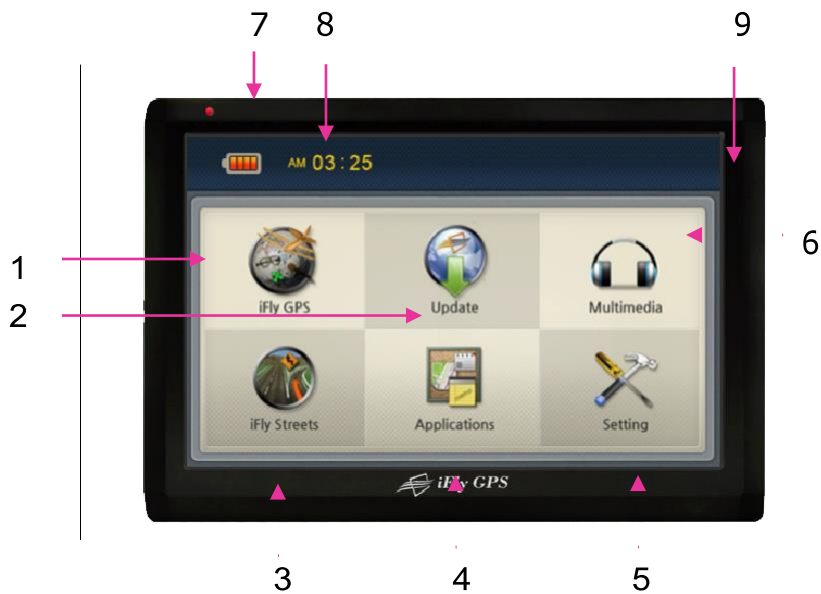 7 8 9
AM 03:25
1
6
iFly GPS Update Multimedia
2
iFly Streets Applications Setting
iFly GPS
3 4 5